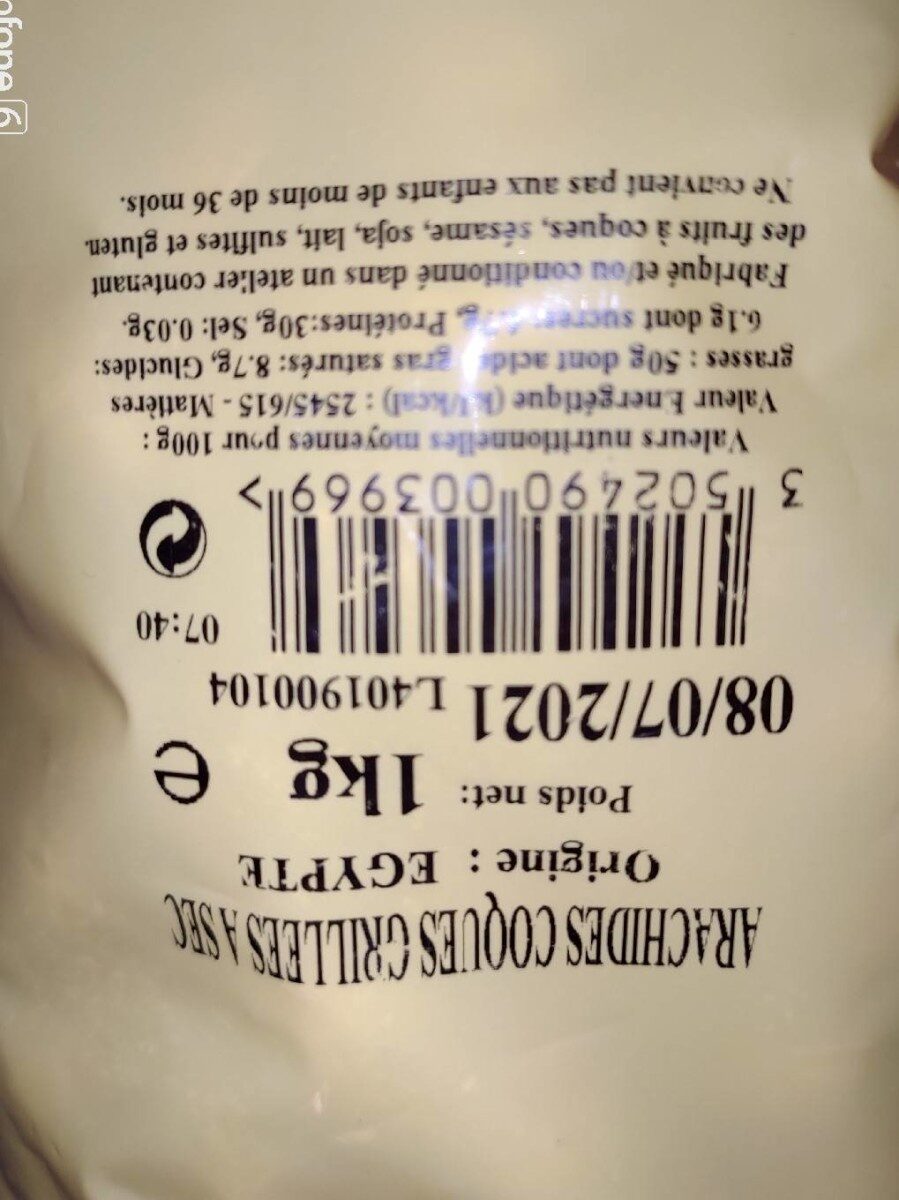 ARACHIDES COQUES GRILLEES A SEC
Origine : EGYPTE
Poids net: 1kg e
08/07/2021 L401900104
07:40
3 502490 003969 >
Valeurs nutritionnelles moyennes pour 100g :
Valeur Energétique (kJ/kcal) : 2545/615 - Matières
grasses : 50g dont acides gras saturés: 8.7g, Glucides:
6.1g dont sucres: Protéines:30g, Sel: 0.03g.
Fabriqué et/ou conditionné dans un atelier contenant
des fruits à coques, sésame, soja, lait, sulfites et gluten.
Ne convient pas aux enfants de moins de 36 mois.